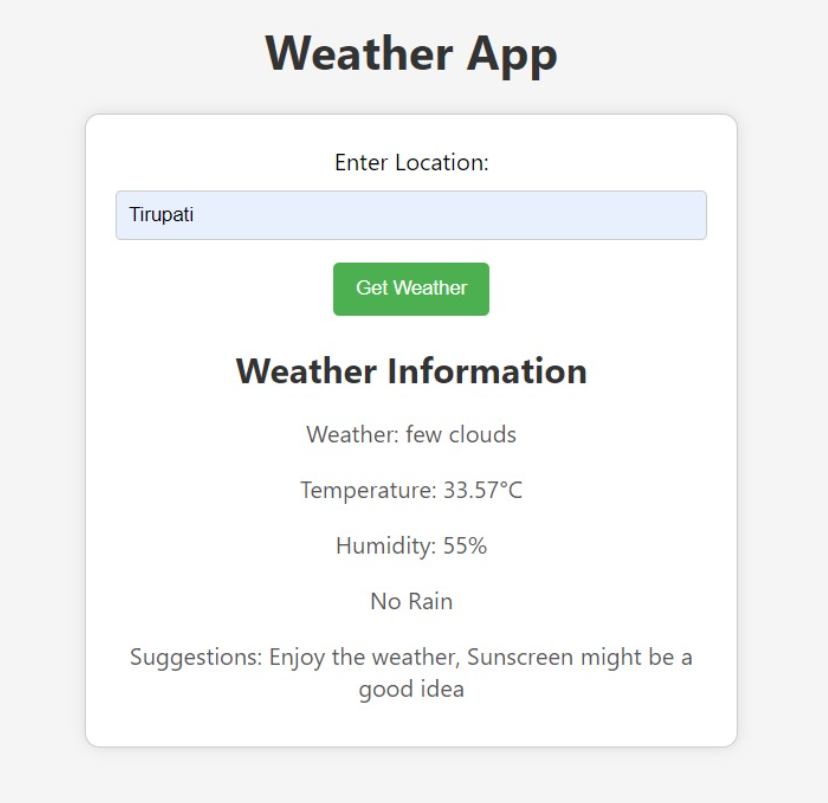 Weather App
Enter Location:
Tirupati
Get Weather
Weather Information
Weather: few clouds
Temperature: 33.57°C
Humidity: 55%
No Rain
Suggestions: Enjoy the weather, Sunscreen might be a
good idea